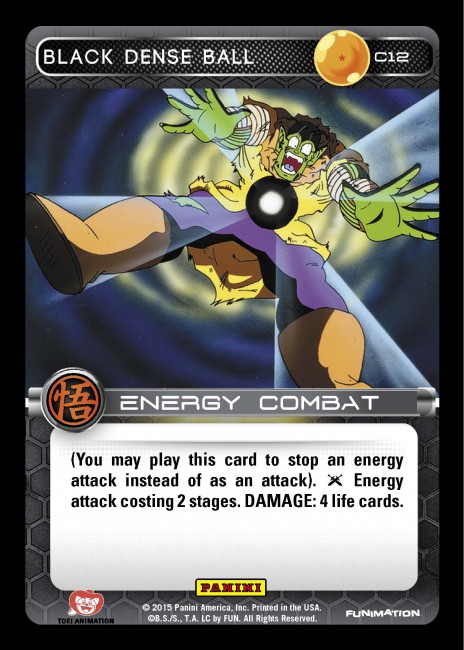 BLACK DENSE BALL C12
悟 ENERGY COMBAT
(You may play this card to stop an energy
attack instead of as an attack). Energy
attack costing 2 stages. DAMAGE: 4 life cards.
PANINI
TOEI ANIMATION
© 2015 Panini America, Inc. Printed in the USA.
©B.S./S., T.A. LC by FUN. All Rights Reserved.
FUNIMATION